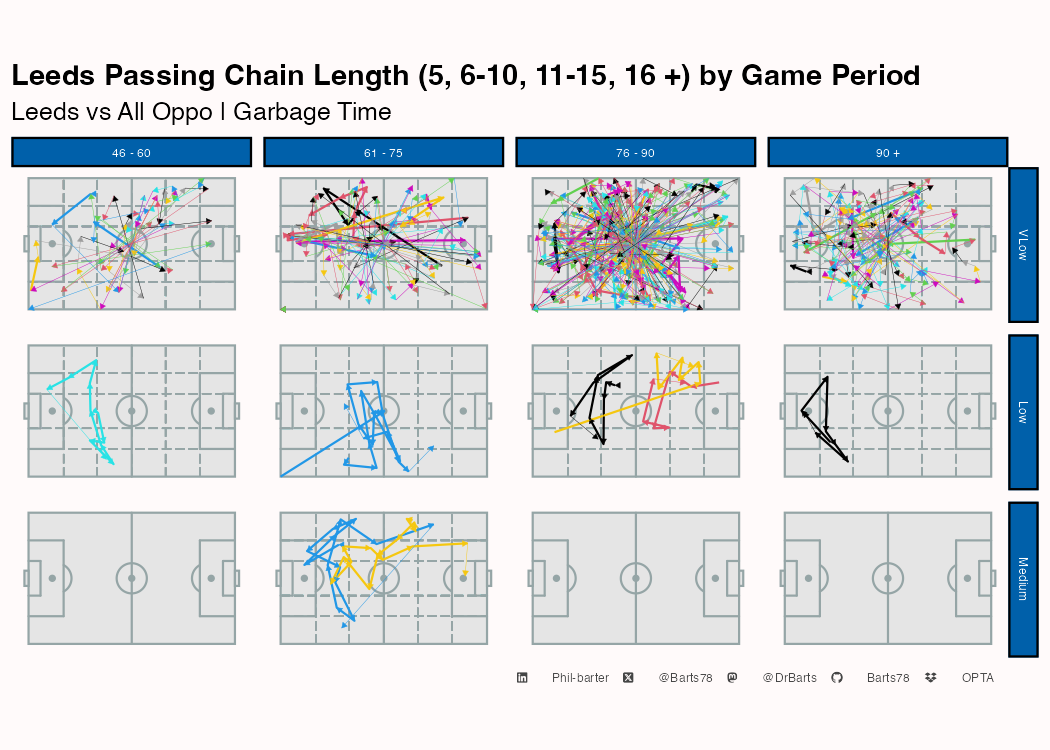 Leeds Passing Chain Length (5, 6-10, 11-15, 16 +) by Game Period
Leeds vs All Oppo | Garbage Time
46 - 60
61 - 75
76 - 90
90 +
VLow
Low
Medium
Phil-barter @Barts78 @DrBarts Barts78 OPTA